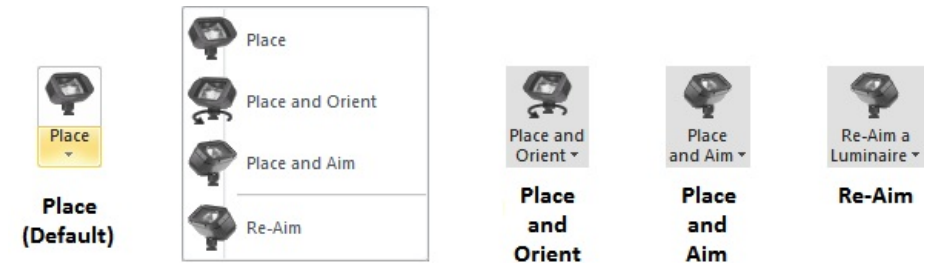 Place
Place
(Default)
Place
Place and Orient
Place and Aim
Re-Aim
Place and
Orient
Place
and
Orient
Place
and Aim
Place
and
Aim
Re-Aim a
Luminaire
Re-Aim